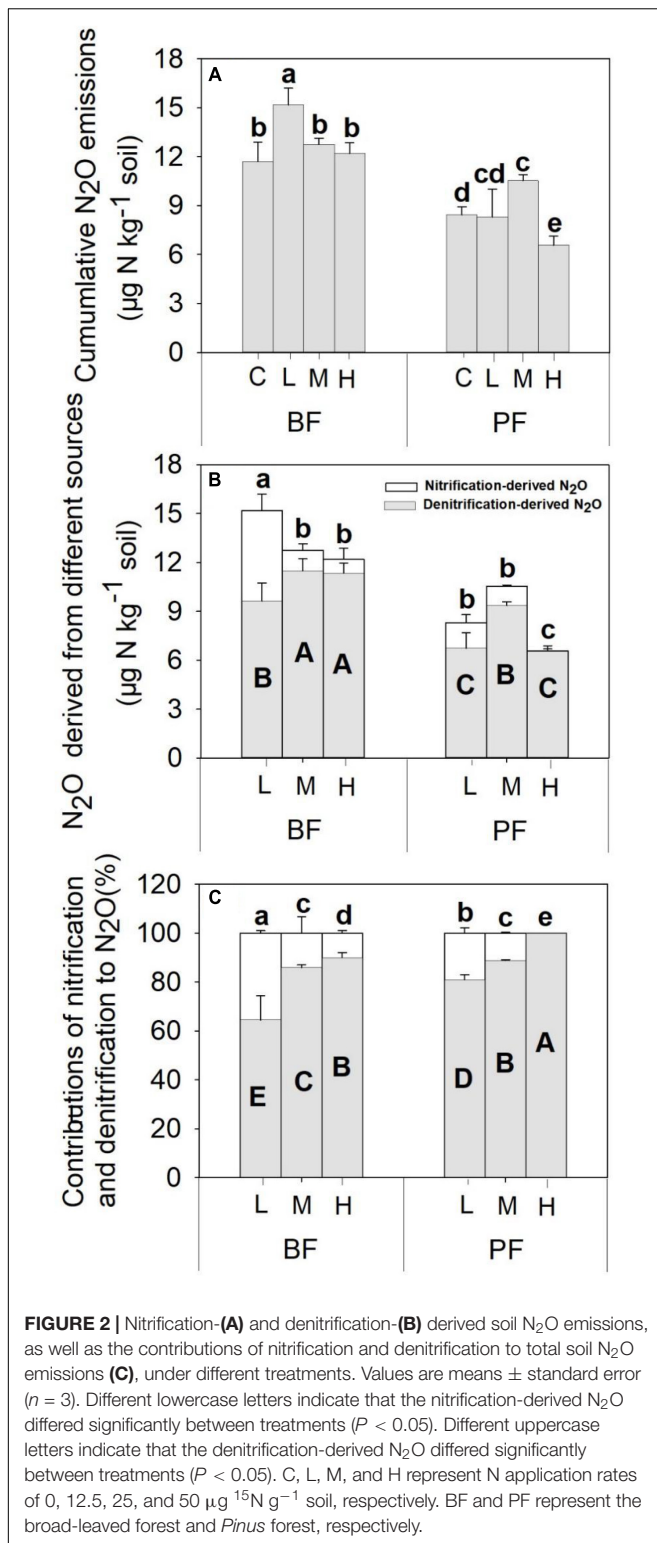 A
Cumumlative N₂O emissions
(µg N kg⁻¹ soil)
18
15
12
9
6
3
0
b a b b
d cd c e
C L M H C L M H
BF PF
B
N₂O derived from different sources
(µg N kg⁻¹ soil)
18
15
12
9
6
3
0
Nitrification-derived N₂O
Denitrification-derived N₂O
a b b b b c
B A A C B C
L M H L M H
BF PF
C
Contributions of nitrification
and denitrification to N₂O(%)
120
100
80
60
40
20
0
a c d b c e
E C B D B A
L M H L M H
BF PF
FIGURE 2 | Nitrification-(A) and denitrification-(B) derived soil N₂O emissions,
as well as the contributions of nitrification and denitrification to total soil N₂O
emissions (C), under different treatments. Values are means ± standard error
(n = 3). Different lowercase letters indicate that the nitrification-derived N₂O
differed significantly between treatments (P < 0.05). Different uppercase
letters indicate that the denitrification-derived N₂O differed significantly
between treatments (P < 0.05). C, L, M, and H represent N application rates
of 0, 12.5, 25, and 50 µg ¹⁵N g⁻¹ soil, respectively. BF and PF represent the
broad-leaved forest and Pinus forest, respectively.